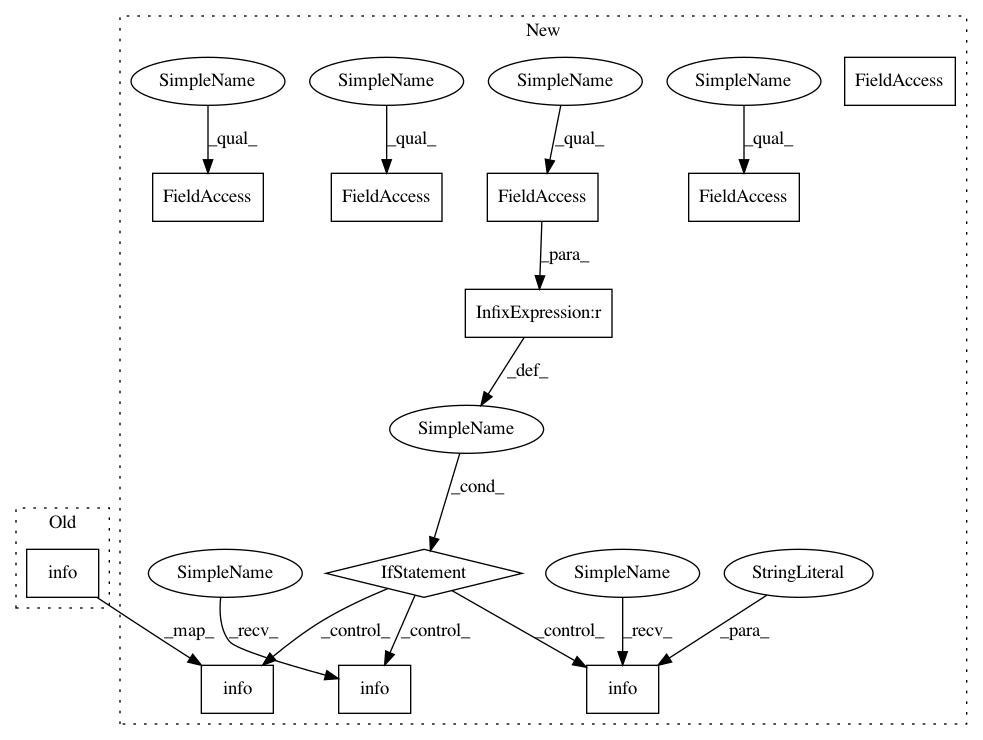 New
SimpleName SimpleName SimpleName SimpleName FieldAccess
_qual_ _qual_ _qual_ _qual_
FieldAccess FieldAccess FieldAccess FieldAccess
_para_
InfixExpression:r
_def_
SimpleName
_cond_
Old
info SimpleName IfStatement SimpleName StringLiteral
_map_ _recv_ _control_ _control_ _control_ _recv_ _para_
info info info